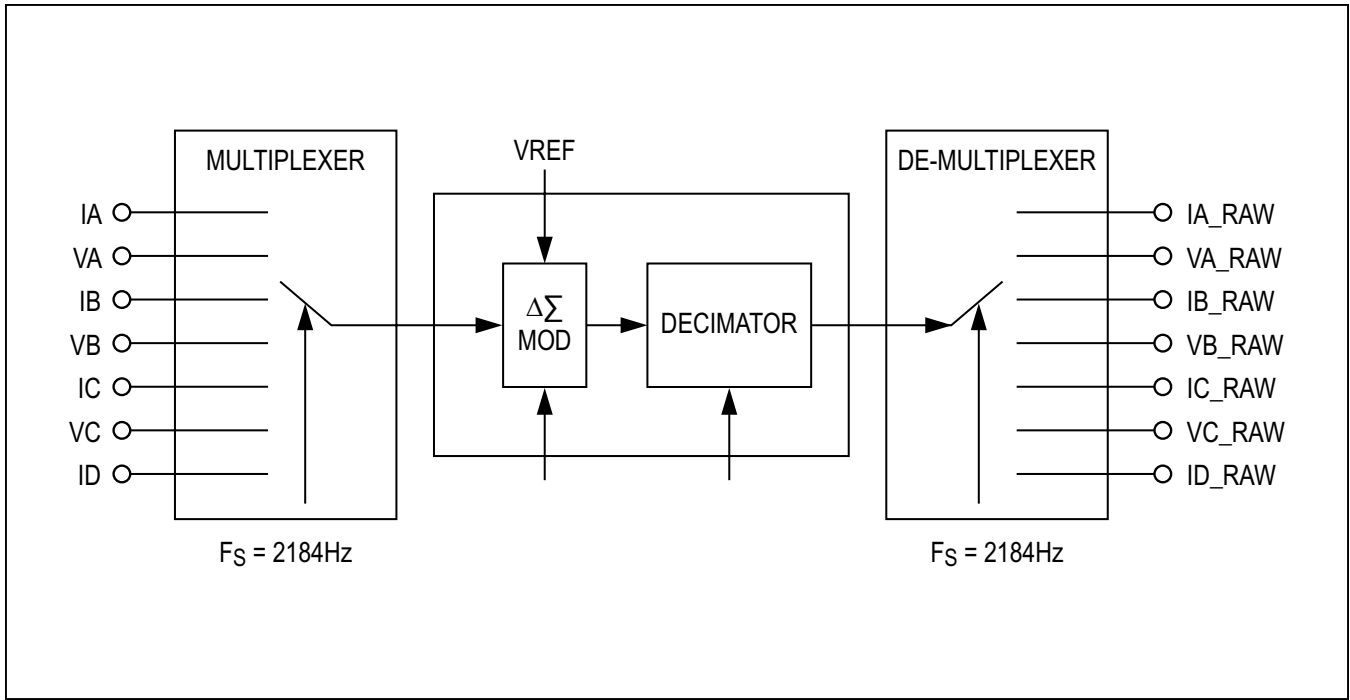 MULTIPLEXER
VREF
DE-MULTIPLEXER
IA
VA
IB
VB
IC
VC
ID
ΔΣ
MOD
DECIMATOR
IA_RAW
VA_RAW
IB_RAW
VB_RAW
IC_RAW
VC_RAW
ID_RAW
FS = 2184Hz
FS = 2184Hz